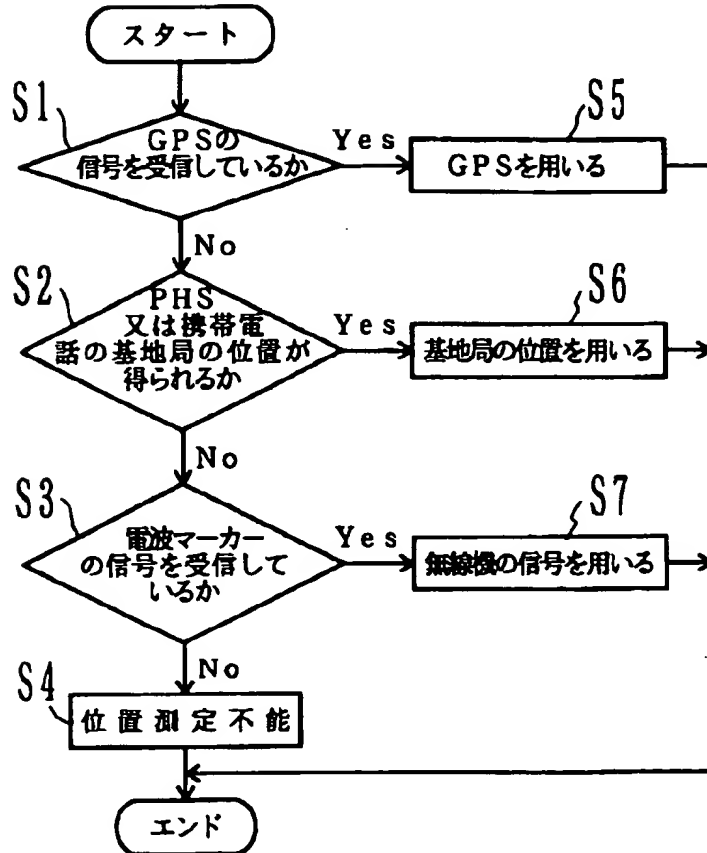 スタート
S1
GPSの
信号を受信しているか
Yes
S5
GPSを用いる
No
S2
PHS
又は携帯電
話の基地局の位置が
得られるか
Yes
S6
基地局の位置を用いる
No
S3
電波マーカー
の信号を受信して
いるか
Yes
S7
無線機の信号を用いる
No
S4
位置測定不能
エンド